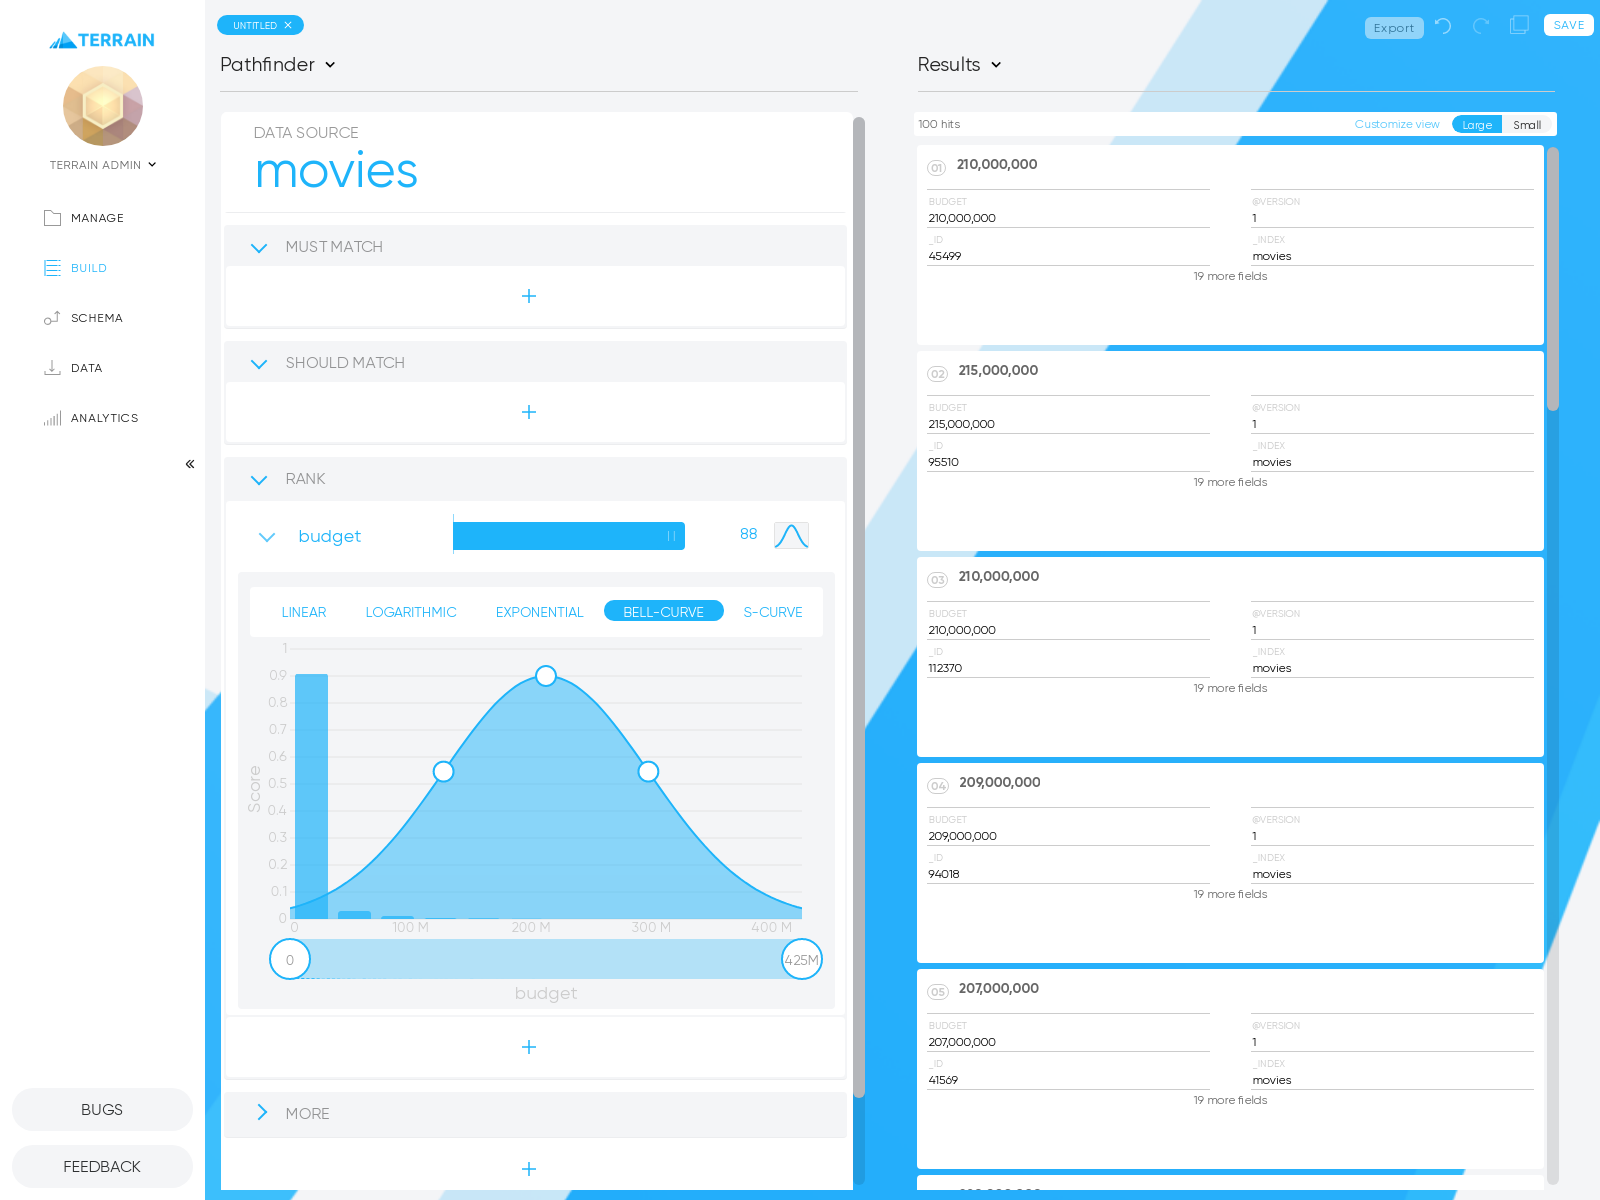 TERRAIN
TERRAIN ADMIN
MANAGE
BUILD
SCHEMA
DATA
ANALYTICS
«
BUGS
FEEDBACK
UNTITLED ×
Pathfinder
DATA SOURCE
movies
MUST MATCH
+
SHOULD MATCH
+
RANK
budget 88
LINEAR LOGARITHMIC EXPONENTIAL BELL-CURVE S-CURVE
1
0.9
0.8
0.7
0.6
0.5
0.4
0.3
0.2
0.1
0
Score
0 100 M 200 M 300 M 400 M
0 425M
budget
+
MORE
+
Export SAVE
Results
100 hits Customize view Large Small
01 210,000,000
BUDGET @VERSION
210,000,000 1
_ID _INDEX
45499 movies
19 more fields
02 215,000,000
BUDGET @VERSION
215,000,000 1
_ID _INDEX
95510 movies
19 more fields
03 210,000,000
BUDGET @VERSION
210,000,000 1
_ID _INDEX
112370 movies
19 more fields
04 209,000,000
BUDGET @VERSION
209,000,000 1
_ID _INDEX
94018 movies
19 more fields
05 207,000,000
BUDGET @VERSION
207,000,000 1
_ID _INDEX
41569 movies
19 more fields